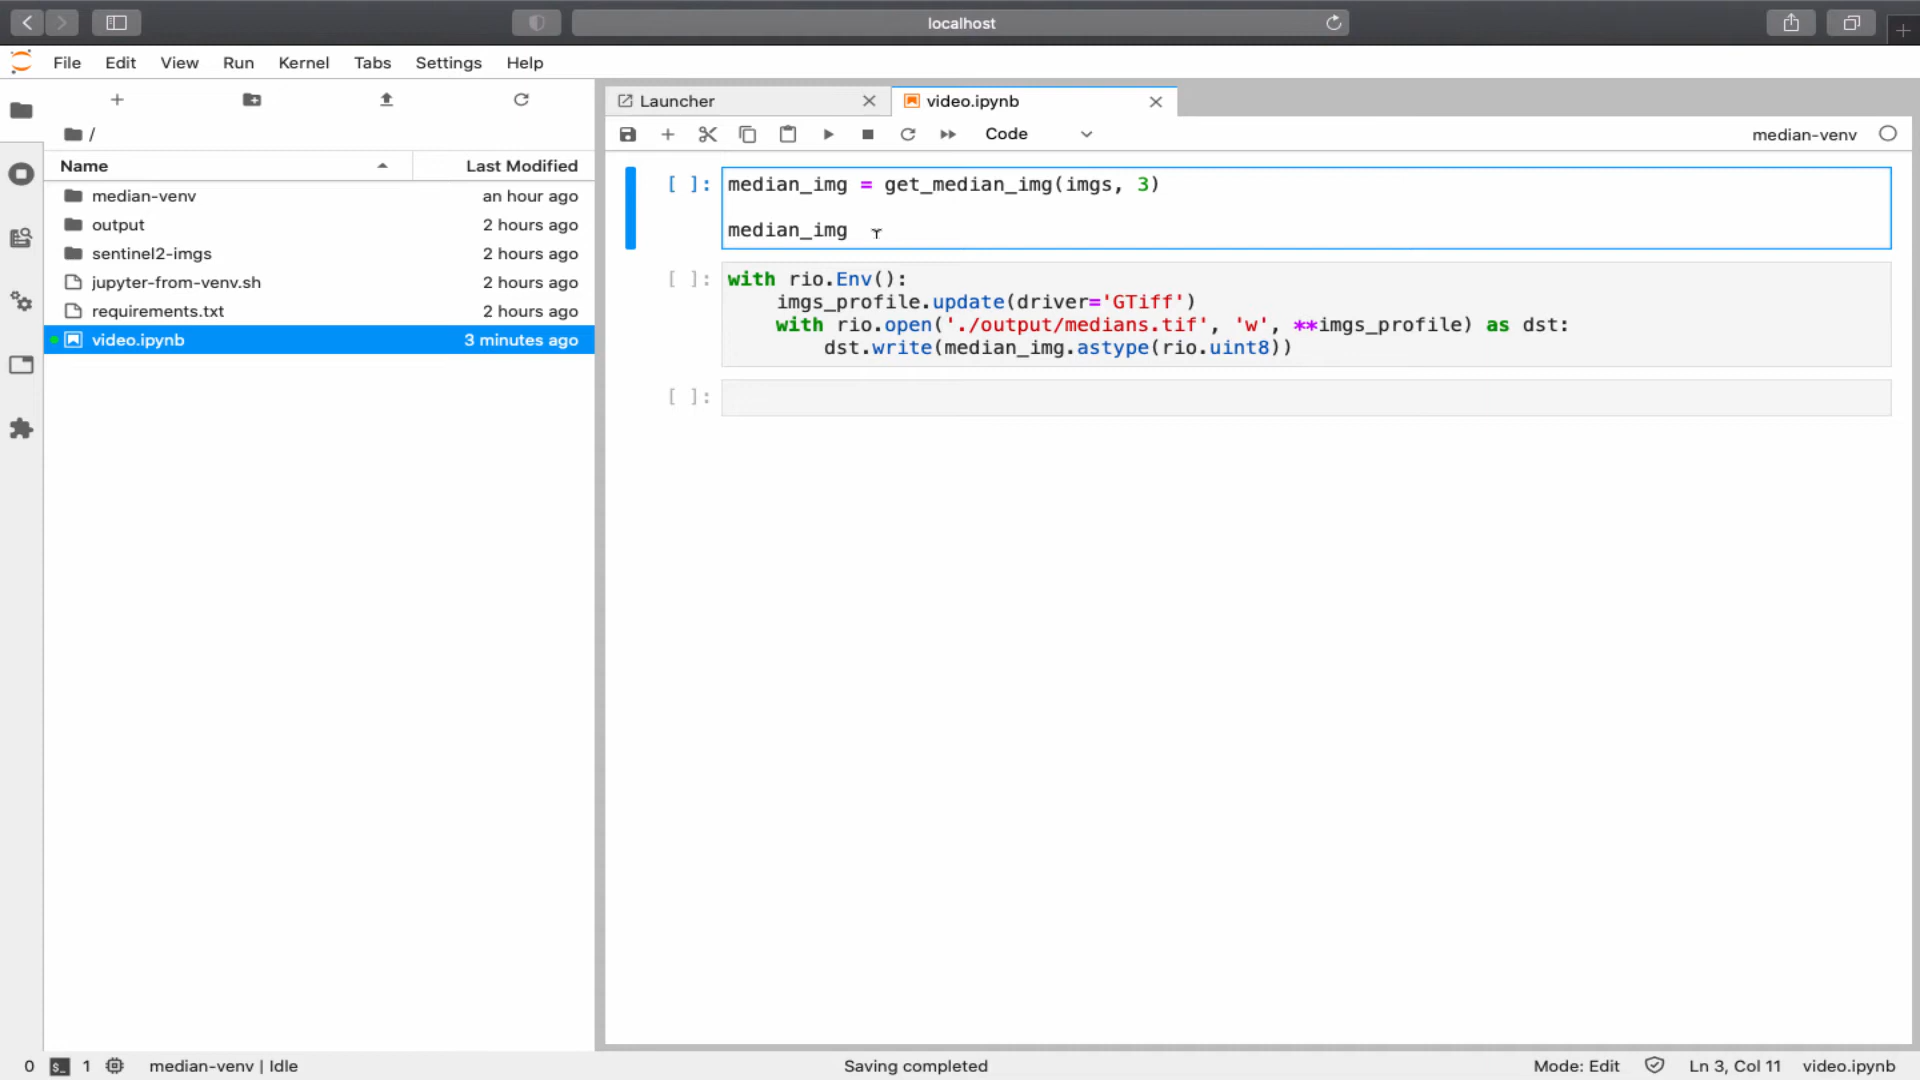 localhost
File Edit View Run Kernel Tabs Settings Help
/
Name Last Modified
median-venv an hour ago
output 2 hours ago
sentinel2-imgs 2 hours ago
jupyter-from-venv.sh 2 hours ago
requirements.txt 2 hours ago
video.ipynb 3 minutes ago
Launcher video.ipynb
Code median-venv
[ ]: median_img = get_median_img(imgs, 3)
median_img
[ ]: with rio.Env():
imgs_profile.update(driver='GTiff')
with rio.open('./output/medians.tif', 'w', **imgs_profile) as dst:
dst.write(median_img.astype(rio.uint8))
[ ]:
0 $_ 1 median-venv | Idle Saving completed Mode: Edit Ln 3, Col 11 video.ipynb